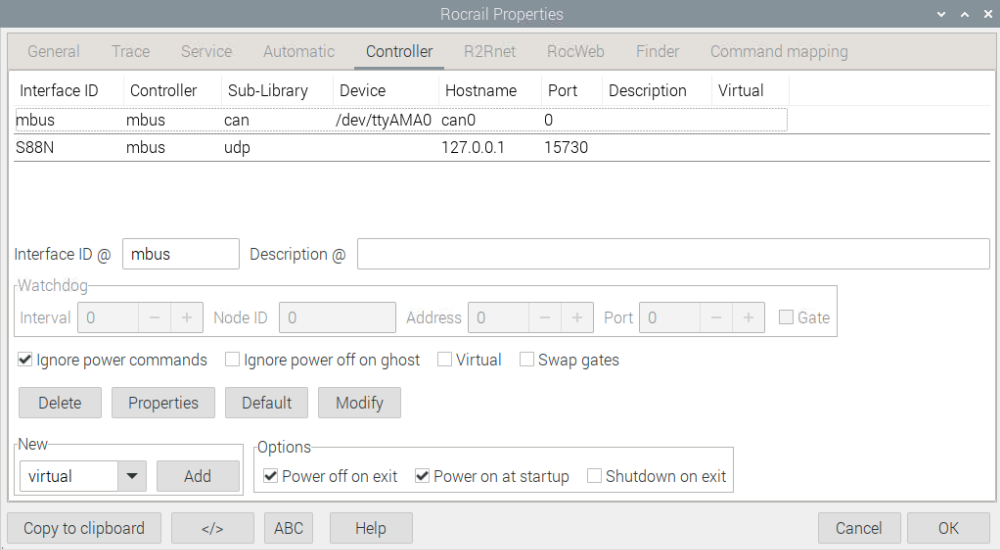 Rocrail Properties
General Trace Service Automatic Controller R2Rnet RocWeb Finder Command mapping
Interface ID Controller Sub-Library Device Hostname Port Description Virtual
mbus mbus can /dev/ttyAMA0 can0 0
S88N mbus udp 127.0.0.1 15730
Interface ID @ mbus Description @
Watchdog
Interval 0 − + Node ID 0 Address 0 − + Port 0 − + Gate
Ignore power commands Ignore power off on ghost Virtual Swap gates
Delete Properties Default Modify
New Options
virtual Add Power off on exit Power on at startup Shutdown on exit
Copy to clipboard </> ABC Help Cancel OK